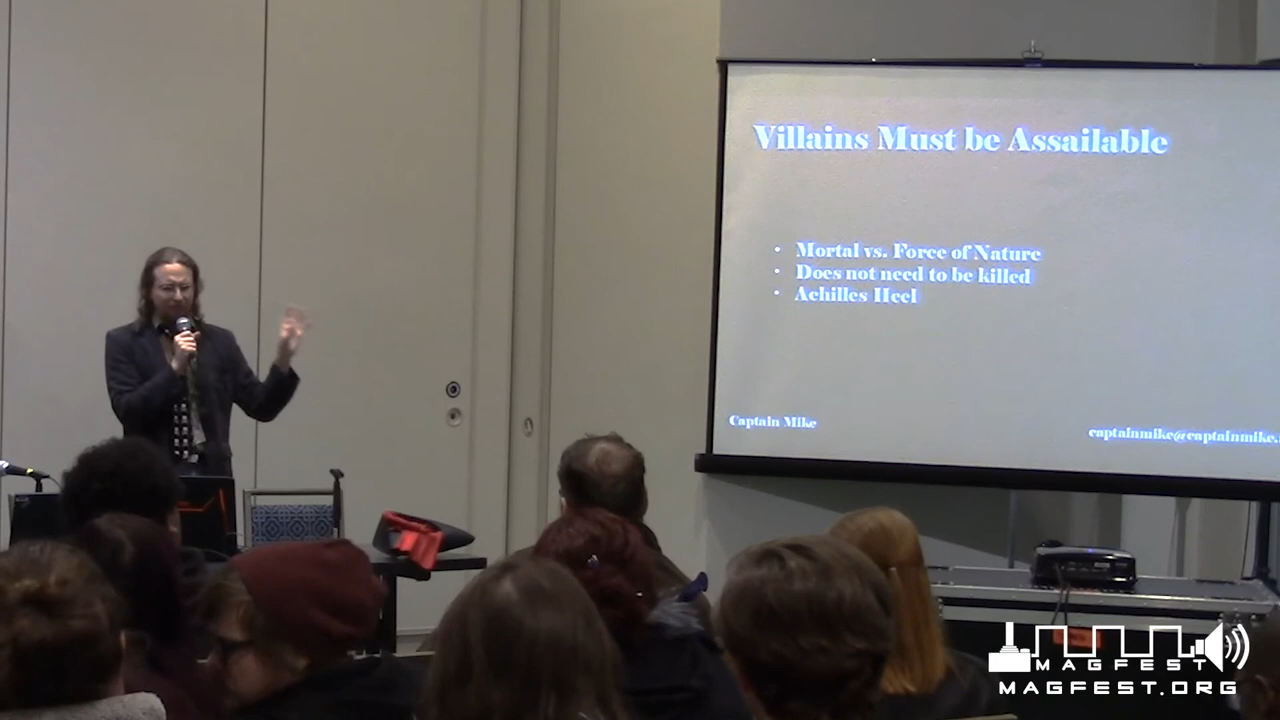 Villains Must be Assailable
• Mortal vs. Force of Nature
• Does not need to be killed
• Achilles Heel
Captain Mike
captainmike@captainmike.
MAGFEST
MAGFEST.ORG